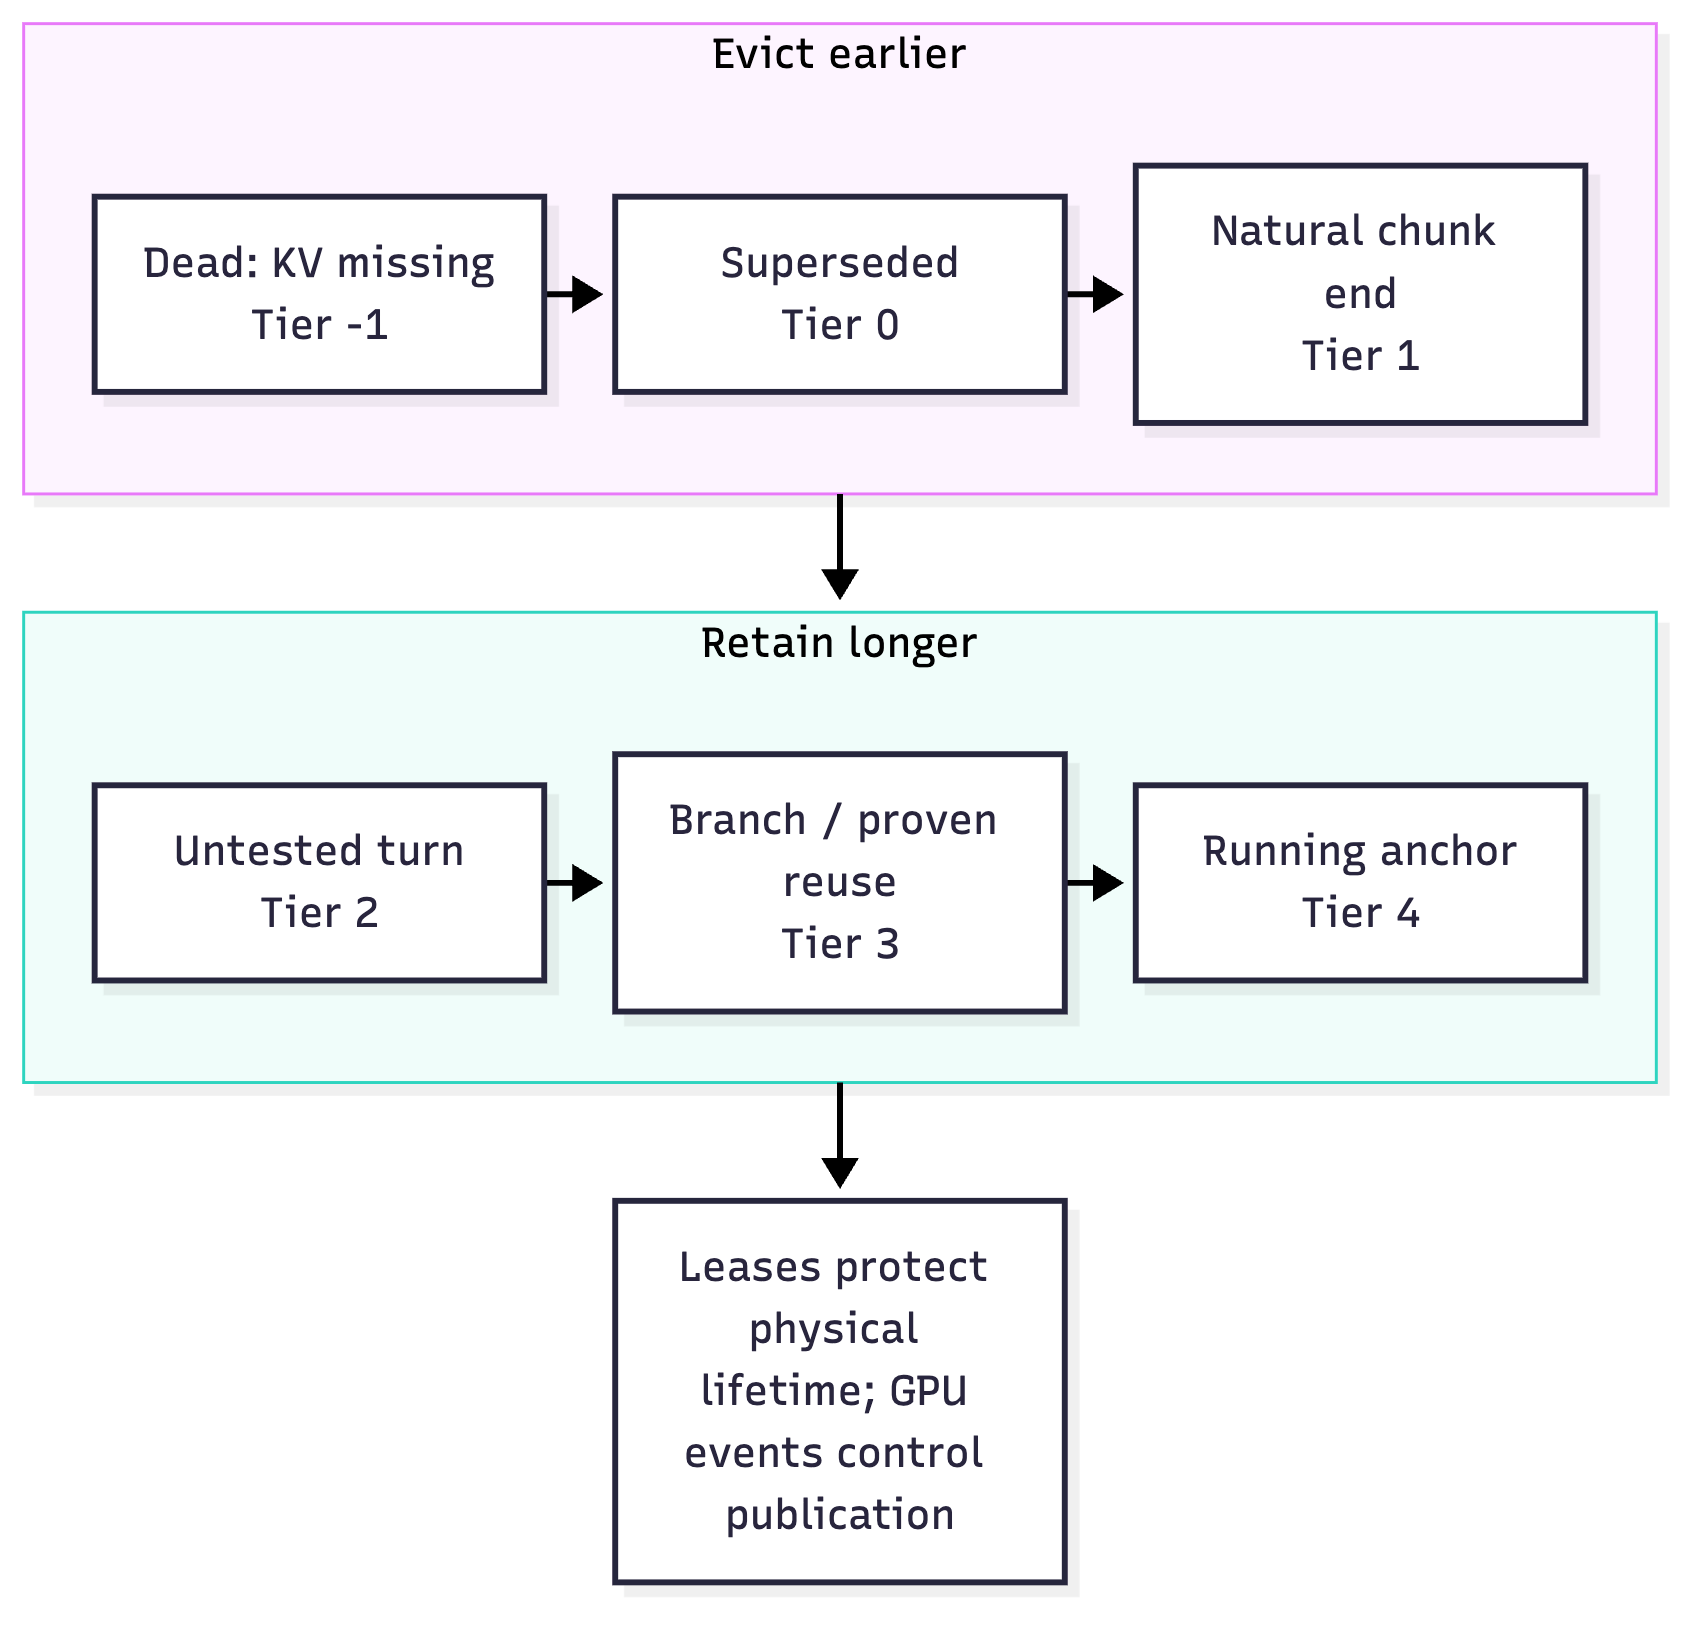 Evict earlier
Dead: KV missing
Tier -1
Superseded
Tier 0
Natural chunk
end
Tier 1
Retain longer
Untested turn
Tier 2
Branch / proven
reuse
Tier 3
Running anchor
Tier 4
Leases protect
physical
lifetime; GPU
events control
publication